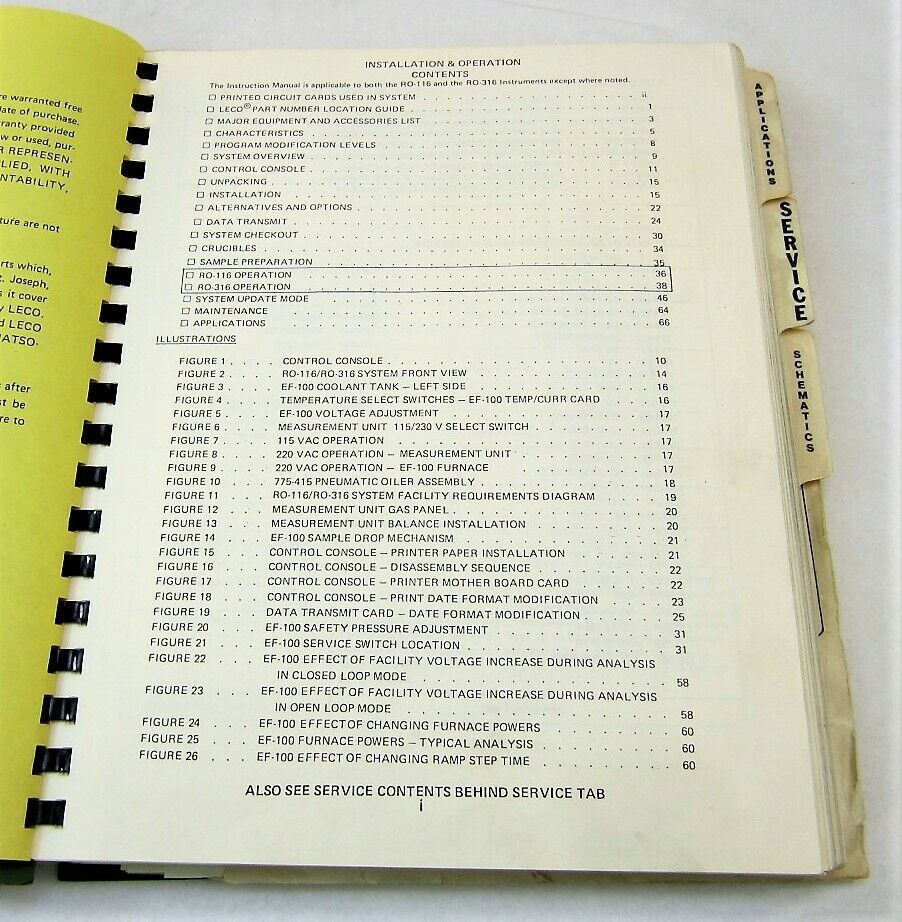 re warranted free
late of purchase.
ranty provided
w or used, pur-
R REPRESEN-
LIED, WITH
NTABILITY,
ture are not
rts which,
t. Joseph,
s it cover
y LECO,
d LECO
IATSO-
s after
st be
re to
INSTALLATION & OPERATION
CONTENTS
The Instruction Manual is applicable to both the RO-116 and the RO-316 Instruments except where noted.
☐ PRINTED CIRCUIT CARDS USED IN SYSTEM . . . ii
☐ LECO® PART NUMBER LOCATION GUIDE . . . 1
☐ MAJOR EQUIPMENT AND ACCESSORIES LIST . . . 3
☐ CHARACTERISTICS . . . 5
☐ PROGRAM MODIFICATION LEVELS . . . 8
☐ SYSTEM OVERVIEW . . . 9
☐ CONTROL CONSOLE . . . 11
☐ UNPACKING . . . 15
☐ INSTALLATION . . . 15
☐ ALTERNATIVES AND OPTIONS . . . 22
☐ DATA TRANSMIT . . . 24
☐ SYSTEM CHECKOUT . . . 30
☐ CRUCIBLES . . . 34
☐ SAMPLE PREPARATION . . . 35
☐ RO-116 OPERATION . . . 36
☐ RO-316 OPERATION . . . 38
☐ SYSTEM UPDATE MODE . . . 46
☐ MAINTENANCE . . . 64
☐ APPLICATIONS . . . 66
ILLUSTRATIONS
FIGURE 1 . . . . CONTROL CONSOLE . . . 10
FIGURE 2 . . . . RO-116/RO-316 SYSTEM FRONT VIEW . . . 14
FIGURE 3 . . . . EF-100 COOLANT TANK – LEFT SIDE . . . 16
FIGURE 4 . . . . TEMPERATURE SELECT SWITCHES – EF-100 TEMP/CURR CARD . . . 16
FIGURE 5 . . . . EF-100 VOLTAGE ADJUSTMENT . . . 17
FIGURE 6 . . . . MEASUREMENT UNIT 115/230 V SELECT SWITCH . . . 17
FIGURE 7 . . . . 115 VAC OPERATION . . . 17
FIGURE 8 . . . . 220 VAC OPERATION – MEASUREMENT UNIT . . . 17
FIGURE 9 . . . . 220 VAC OPERATION – EF-100 FURNACE . . . 17
FIGURE 10 . . . 775-415 PNEUMATIC OILER ASSEMBLY . . . 18
FIGURE 11 . . . RO-116/RO-316 SYSTEM FACILITY REQUIREMENTS DIAGRAM . . . 19
FIGURE 12 . . . MEASUREMENT UNIT GAS PANEL . . . 20
FIGURE 13 . . . MEASUREMENT UNIT BALANCE INSTALLATION . . . 20
FIGURE 14 . . . EF-100 SAMPLE DROP MECHANISM . . . 21
FIGURE 15 . . . CONTROL CONSOLE – PRINTER PAPER INSTALLATION . . . 21
FIGURE 16 . . . CONTROL CONSOLE – DISASSEMBLY SEQUENCE . . . 22
FIGURE 17 . . . CONTROL CONSOLE – PRINTER MOTHER BOARD CARD . . . 22
FIGURE 18 . . . CONTROL CONSOLE – PRINT DATE FORMAT MODIFICATION . . . 23
FIGURE 19 . . . DATA TRANSMIT CARD – DATE FORMAT MODIFICATION . . . 25
FIGURE 20 . . . EF-100 SAFETY PRESSURE ADJUSTMENT . . . 31
FIGURE 21 . . . EF-100 SERVICE SWITCH LOCATION . . . 31
FIGURE 22 . . . EF-100 EFFECT OF FACILITY VOLTAGE INCREASE DURING ANALYSIS
IN CLOSED LOOP MODE . . . 58
FIGURE 23 . . . EF-100 EFFECT OF FACILITY VOLTAGE INCREASE DURING ANALYSIS
IN OPEN LOOP MODE . . . 58
FIGURE 24 . . . EF-100 EFFECT OF CHANGING FURNACE POWERS . . . 60
FIGURE 25 . . . EF-100 FURNACE POWERS – TYPICAL ANALYSIS . . . 60
FIGURE 26 . . . EF-100 EFFECT OF CHANGING RAMP STEP TIME . . . 60
ALSO SEE SERVICE CONTENTS BEHIND SERVICE TAB
i
APPLICATIONS
SERVICE
SCHEMATICS